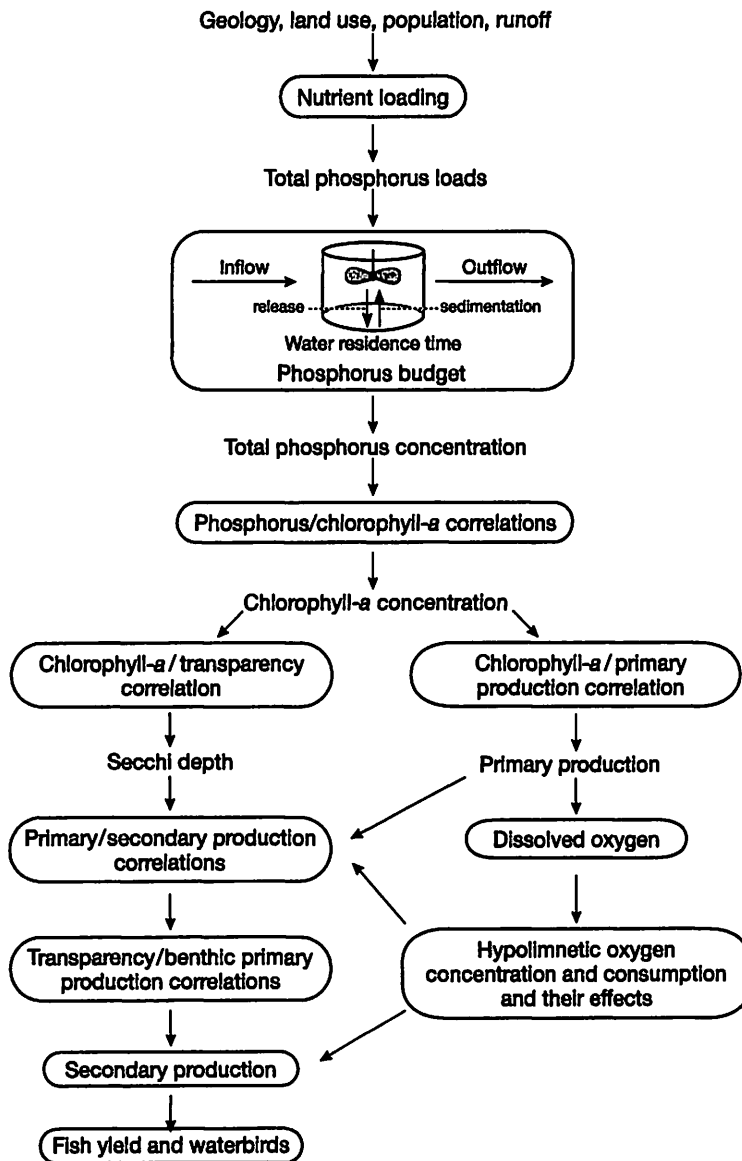 Geology, land use, population, runoff
Nutrient loading
Total phosphorus loads
Inflow
Outflow
release
sedimentation
Water residence time
Phosphorus budget
Total phosphorus concentration
Phosphorus/chlorophyll-a correlations
Chlorophyll-a concentration
Chlorophyll-a / transparency
correlation
Chlorophyll-a / primary
production correlation
Secchi depth
Primary production
Primary/secondary production
correlations
Dissolved oxygen
Transparency/benthic primary
production correlations
Hypolimnetic oxygen
concentration and consumption
and their effects
Secondary production
Fish yield and waterbirds